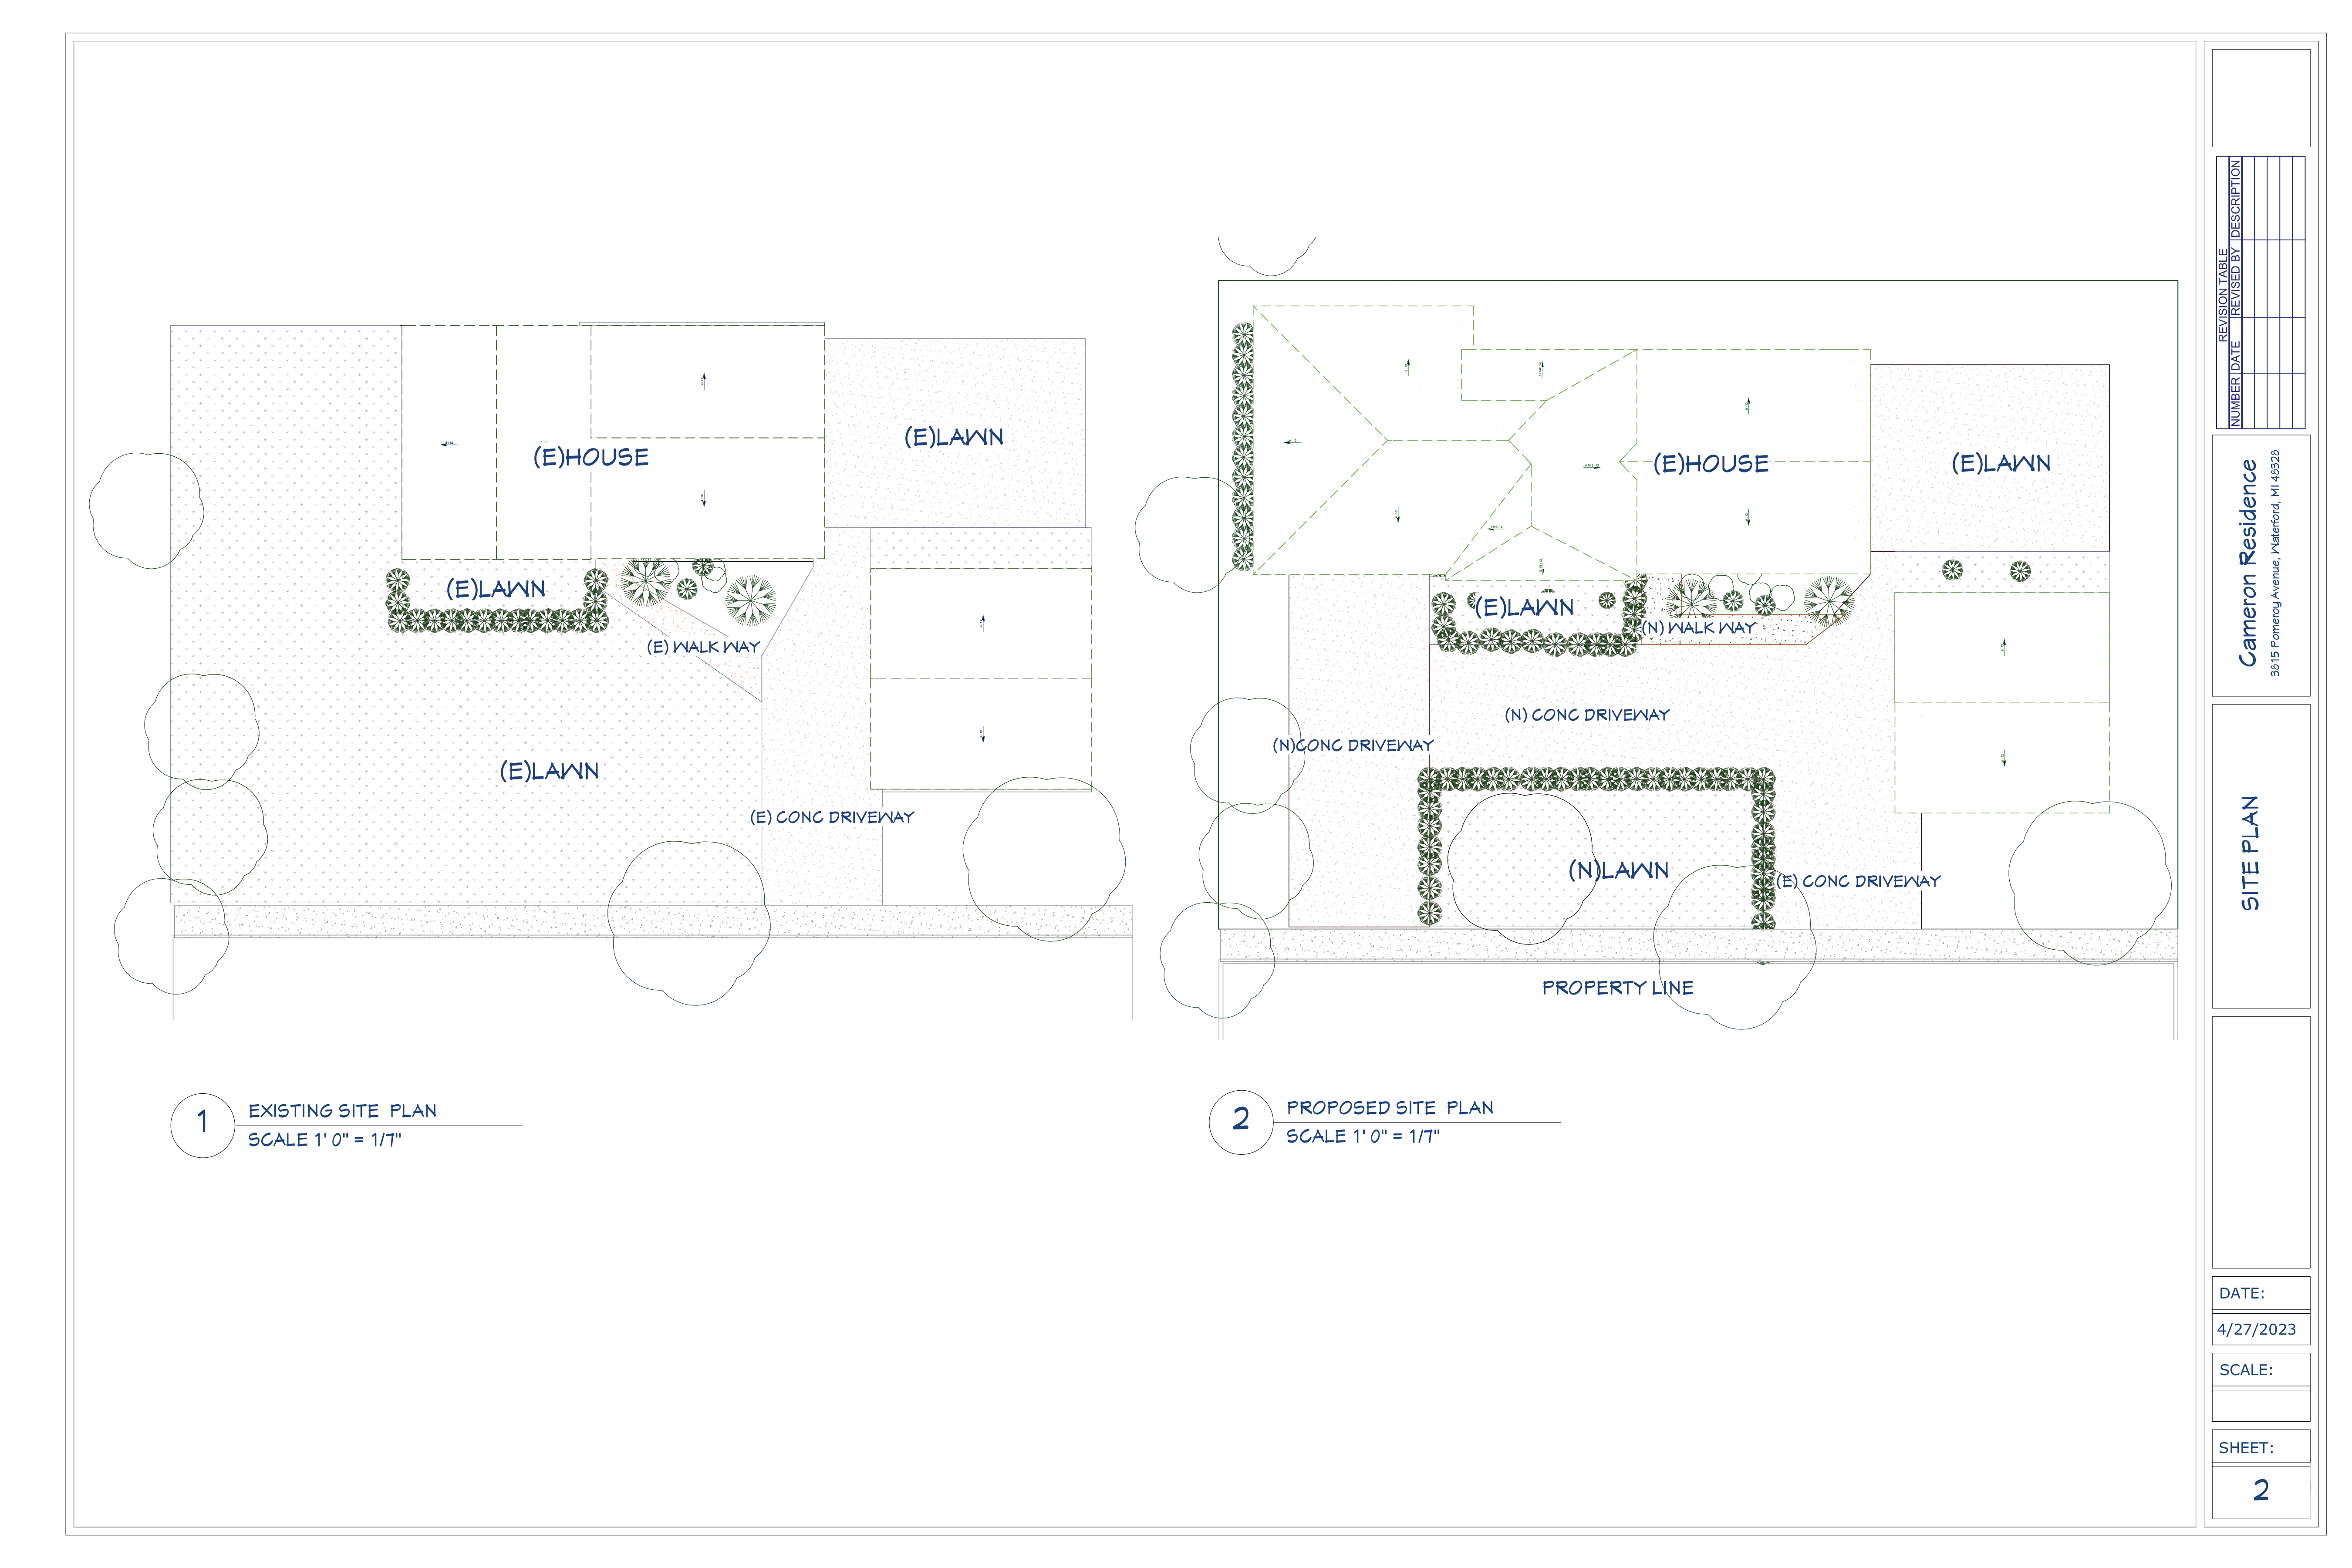 (E)HOUSE
(E)LAWN
(E)LAWN
(E) WALK WAY
(E)LAWN
(E) CONC DRIVEWAY
1
EXISTING SITE PLAN
SCALE 1' 0" = 1/7"
(E)HOUSE
(E)LAWN
(E)LAWN
(N) WALK WAY
(N) CONC DRIVEWAY
(N)CONC DRIVEWAY
(N)LAWN
(E) CONC DRIVEWAY
PROPERTY LINE
2
PROPOSED SITE PLAN
SCALE 1' 0" = 1/7"
REVISION TABLE
NUMBER DATE REVISED BY DESCRIPTION
Cameron Residence
3815 Pomeroy Avenue, Waterford, MI 48328
SITE PLAN
DATE:
4/27/2023
SCALE:
SHEET:
2